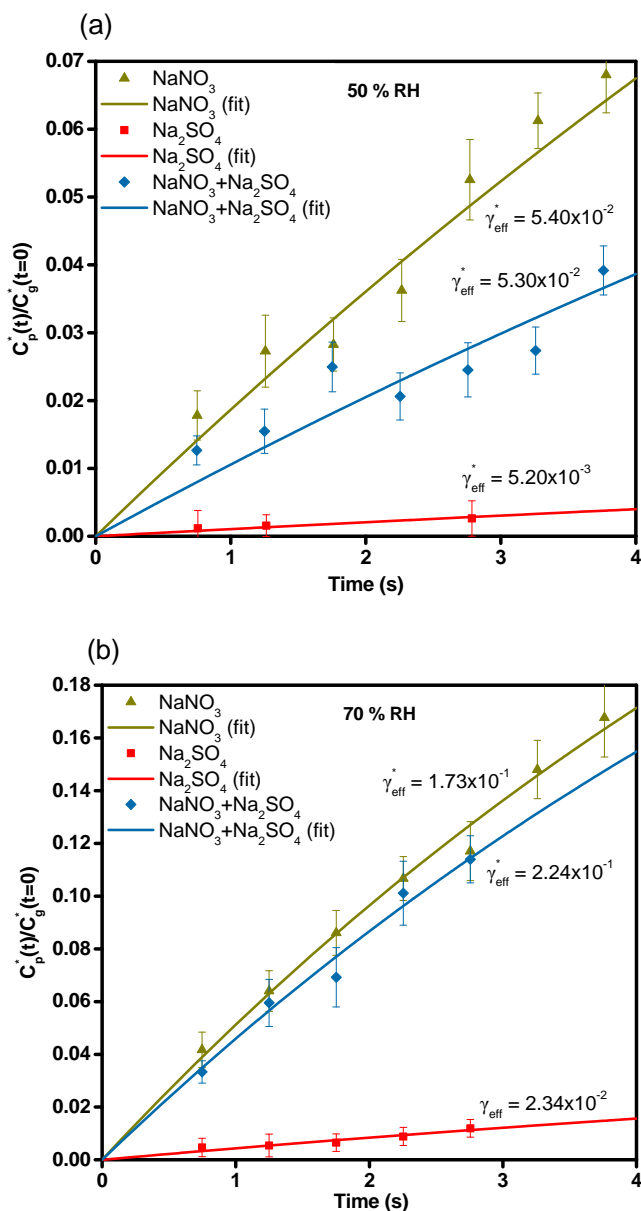 (a)
0.07
0.06
0.05
0.04
0.03
0.02
0.01
0.00
C*p(t)/C*g(t=0)
NaNO3
NaNO3 (fit)
Na2SO4
Na2SO4 (fit)
NaNO3+Na2SO4
NaNO3+Na2SO4 (fit)
50 % RH
γ*eff = 5.40x10-2
γ*eff = 5.30x10-2
γ*eff = 5.20x10-3
0 1 2 3 4
Time (s)
(b)
0.18
0.16
0.14
0.12
0.10
0.08
0.06
0.04
0.02
0.00
C*p(t)/C*g(t=0)
NaNO3
NaNO3 (fit)
Na2SO4
Na2SO4 (fit)
NaNO3+Na2SO4
NaNO3+Na2SO4 (fit)
70 % RH
γ*eff = 1.73x10-1
γ*eff = 2.24x10-1
γeff = 2.34x10-2
0 1 2 3 4
Time (s)